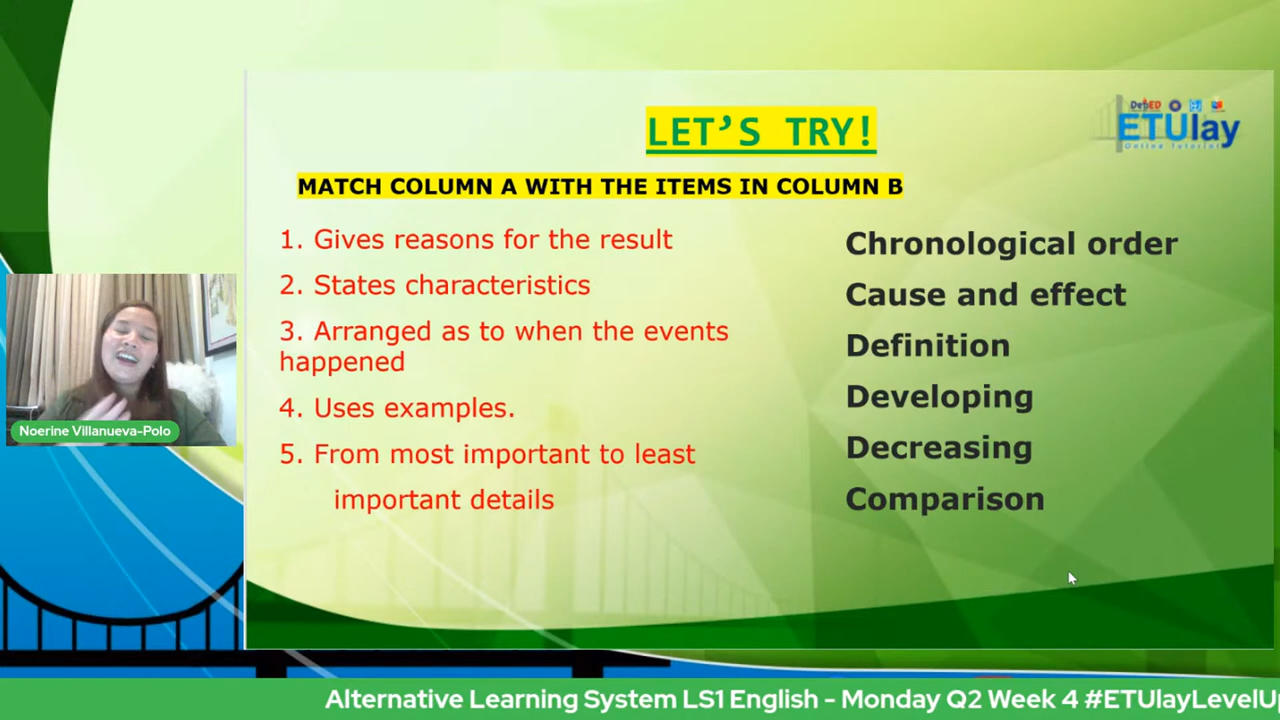 LET'S TRY!
DepED
ETUlay
Online Tutorial
MATCH COLUMN A WITH THE ITEMS IN COLUMN B
1. Gives reasons for the result
2. States characteristics
3. Arranged as to when the events
happened
4. Uses examples.
5. From most important to least
important details
Chronological order
Cause and effect
Definition
Developing
Decreasing
Comparison
Noerine Villanueva-Polo
Alternative Learning System LS1 English - Monday Q2 Week 4 #ETUlayLevelU